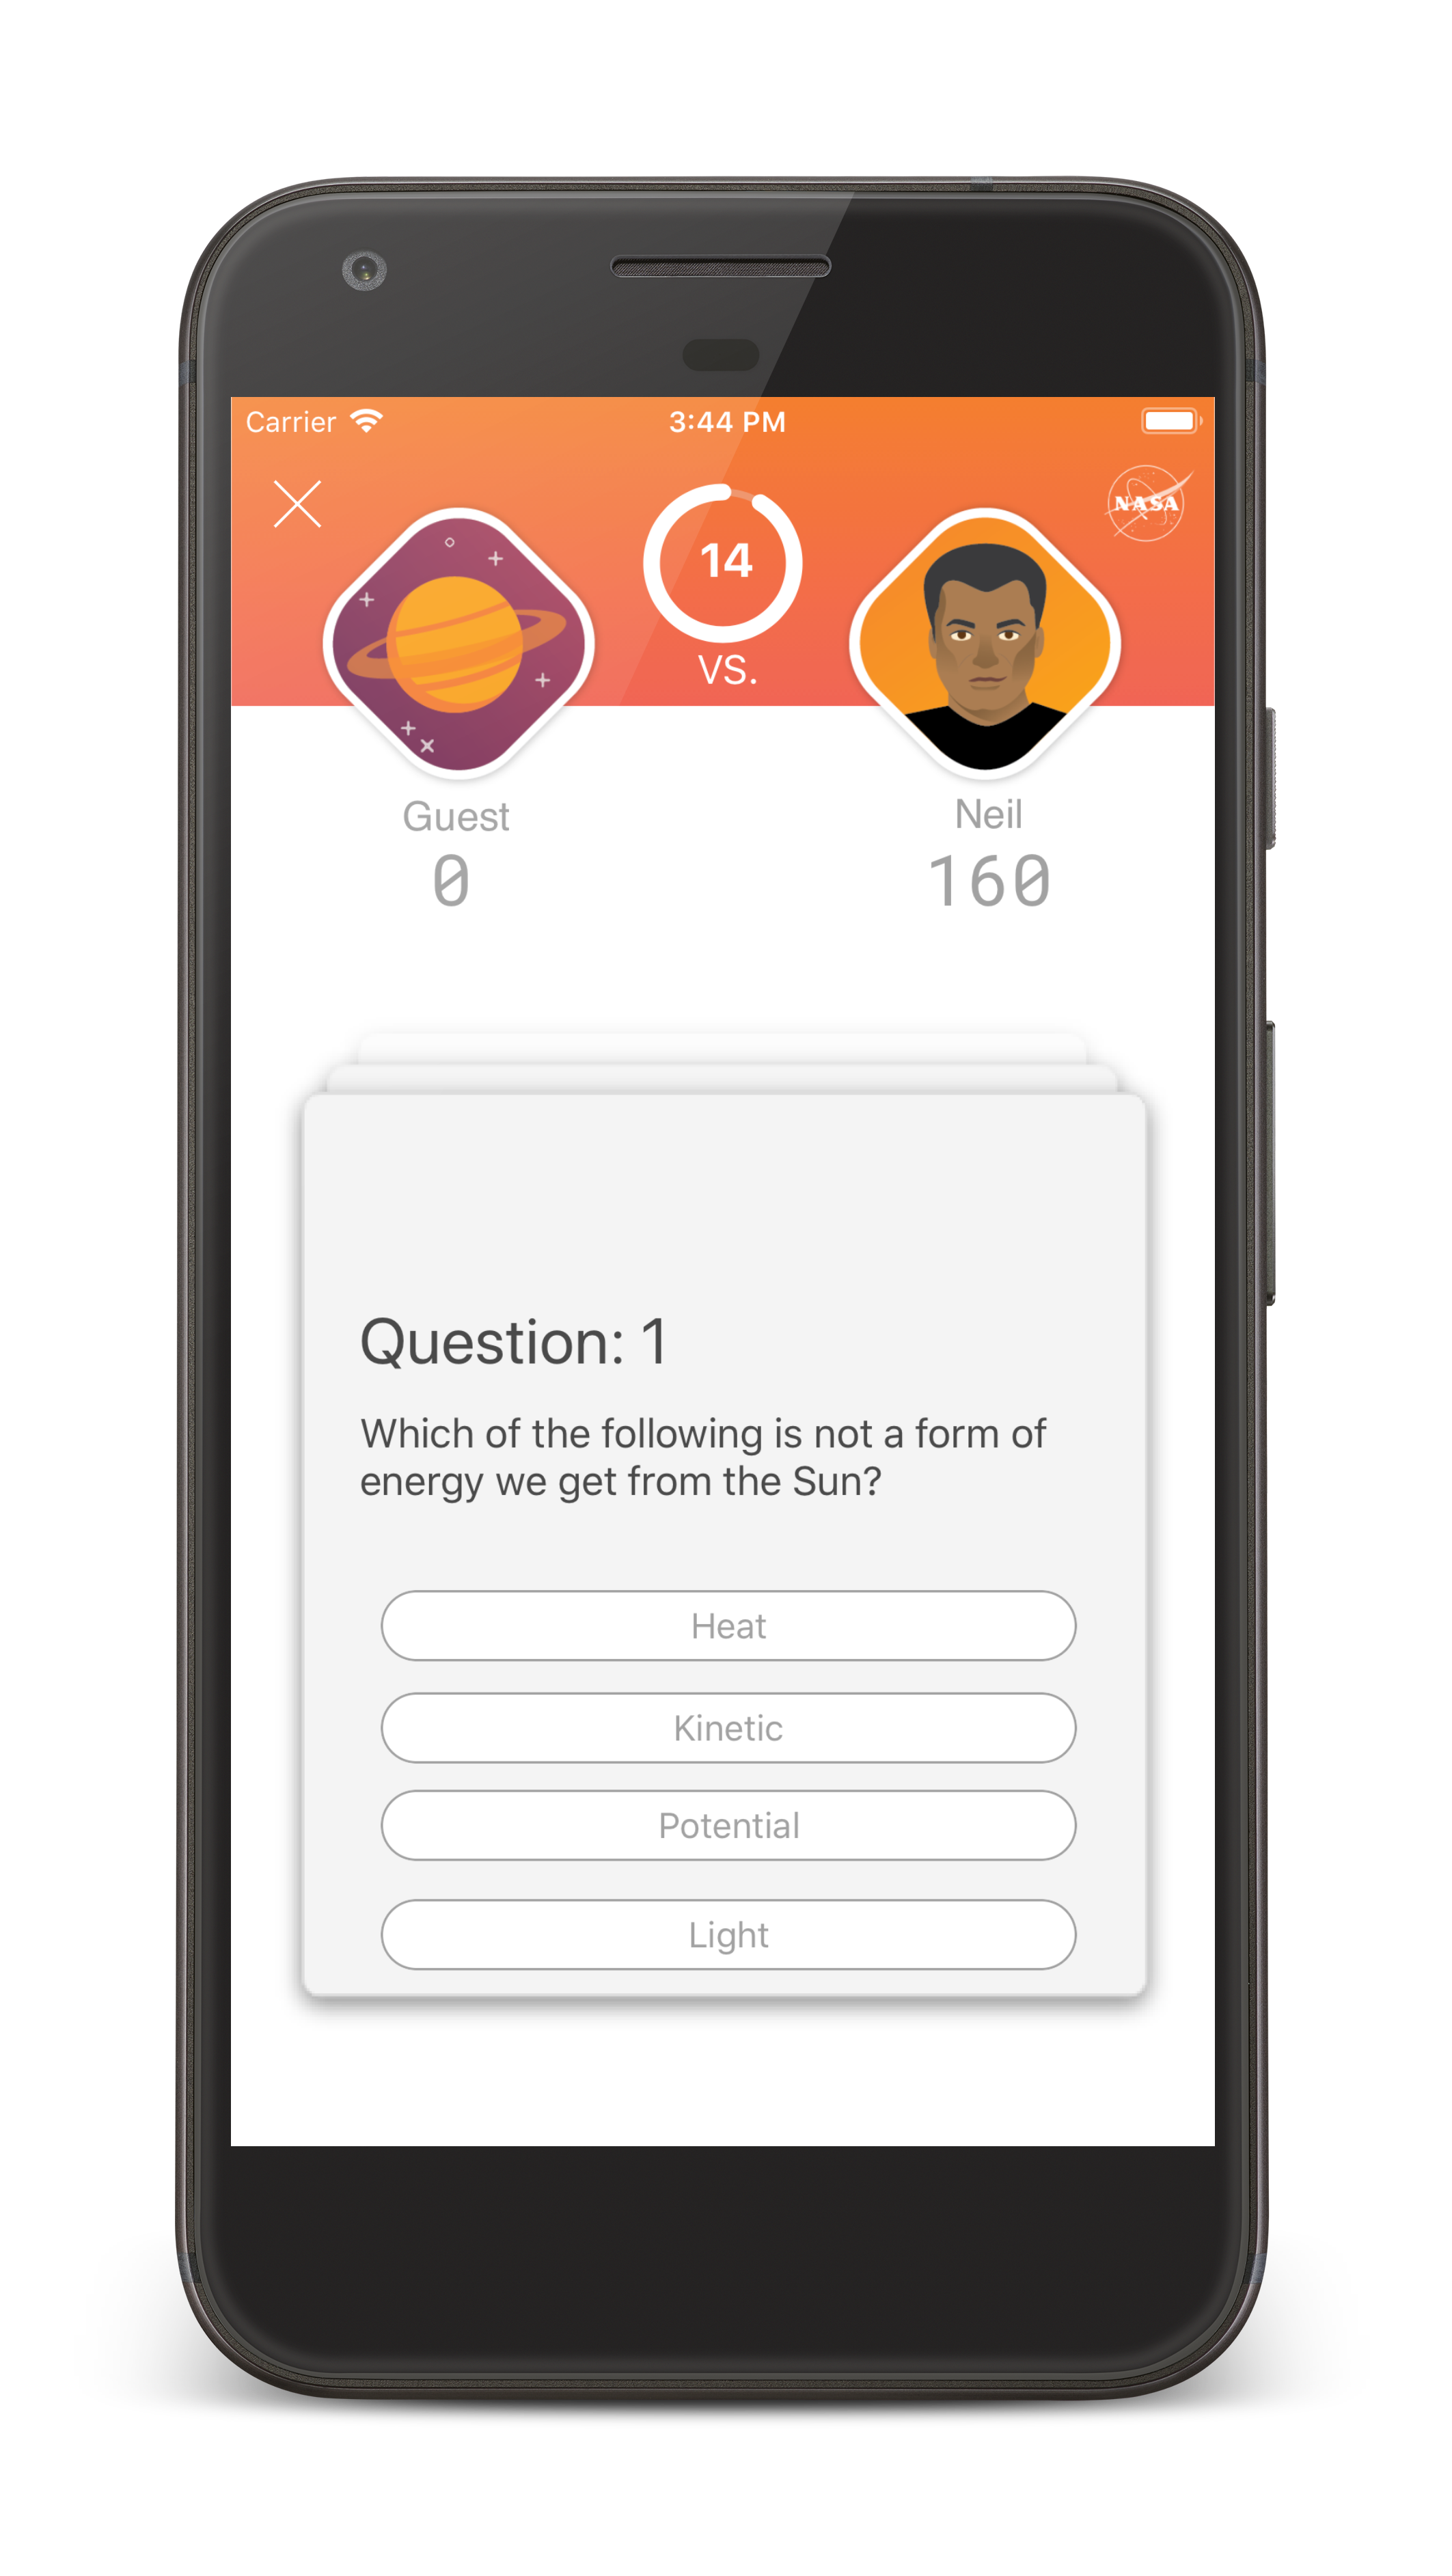 Carrier
3:44 PM
NASA
14
VS.
Guest
Neil
0
160
Question: 1
Which of the following is not a form of
energy we get from the Sun?
Heat
Kinetic
Potential
Light